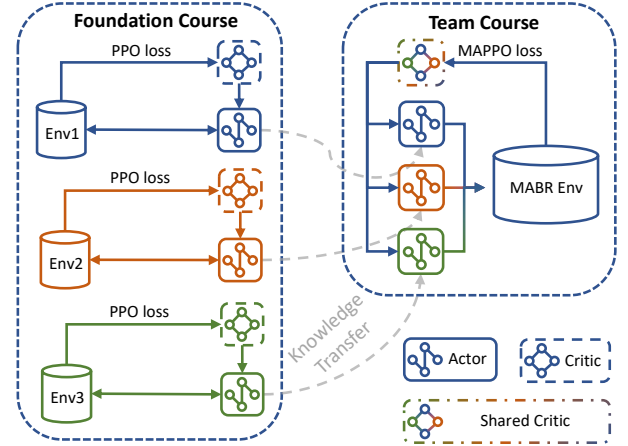 Foundation Course
PPO loss
Env1
PPO loss
Env2
PPO loss
Env3
Knowledge
Transfer
Team Course
MAPPO loss
MABR Env
Actor
Critic
Shared Critic